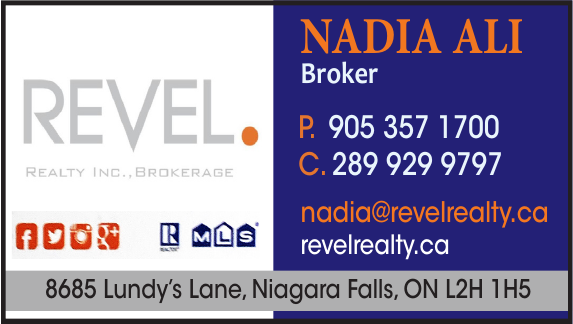 REVEL.
REALTY INC., BROKERAGE
R
REALTOR®
MLS®
NADIA ALI
Broker
P. 905 357 1700
C. 289 929 9797
nadia@revelrealty.ca
revelrealty.ca
8685 Lundy's Lane, Niagara Falls, ON L2H 1H5